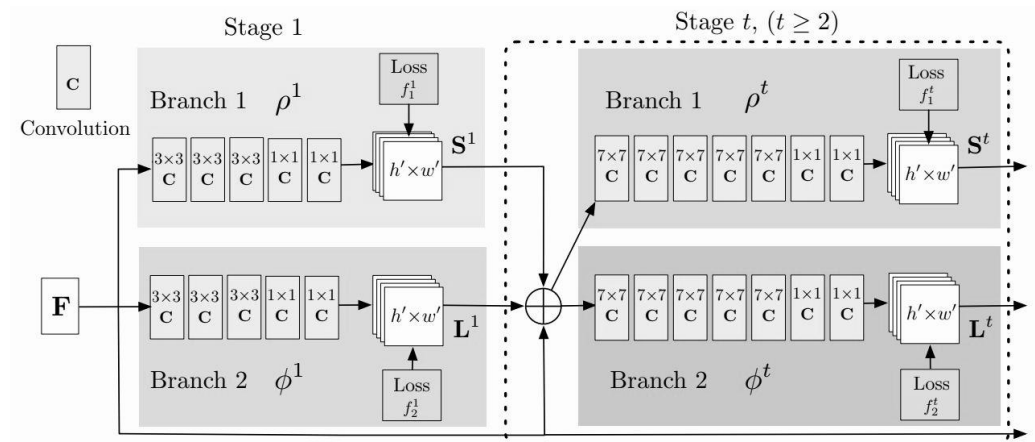 Stage 1
Stage t, (t ≥ 2)
C
Convolution
Branch 1 ρ¹
Loss
f₁¹
3×3 3×3 3×3 1×1 1×1
C C C C C
h′×w′
S¹
Branch 1 ρᵗ
Loss
f₁ᵗ
7×7 7×7 7×7 7×7 7×7 1×1 1×1
C C C C C C C
h′×w′
Sᵗ
F
3×3 3×3 3×3 1×1 1×1
C C C C C
h′×w′
L¹
Branch 2 ϕ¹
Loss
f₂¹
7×7 7×7 7×7 7×7 7×7 1×1 1×1
C C C C C C C
h′×w′
Lᵗ
Branch 2 ϕᵗ
Loss
f₂ᵗ